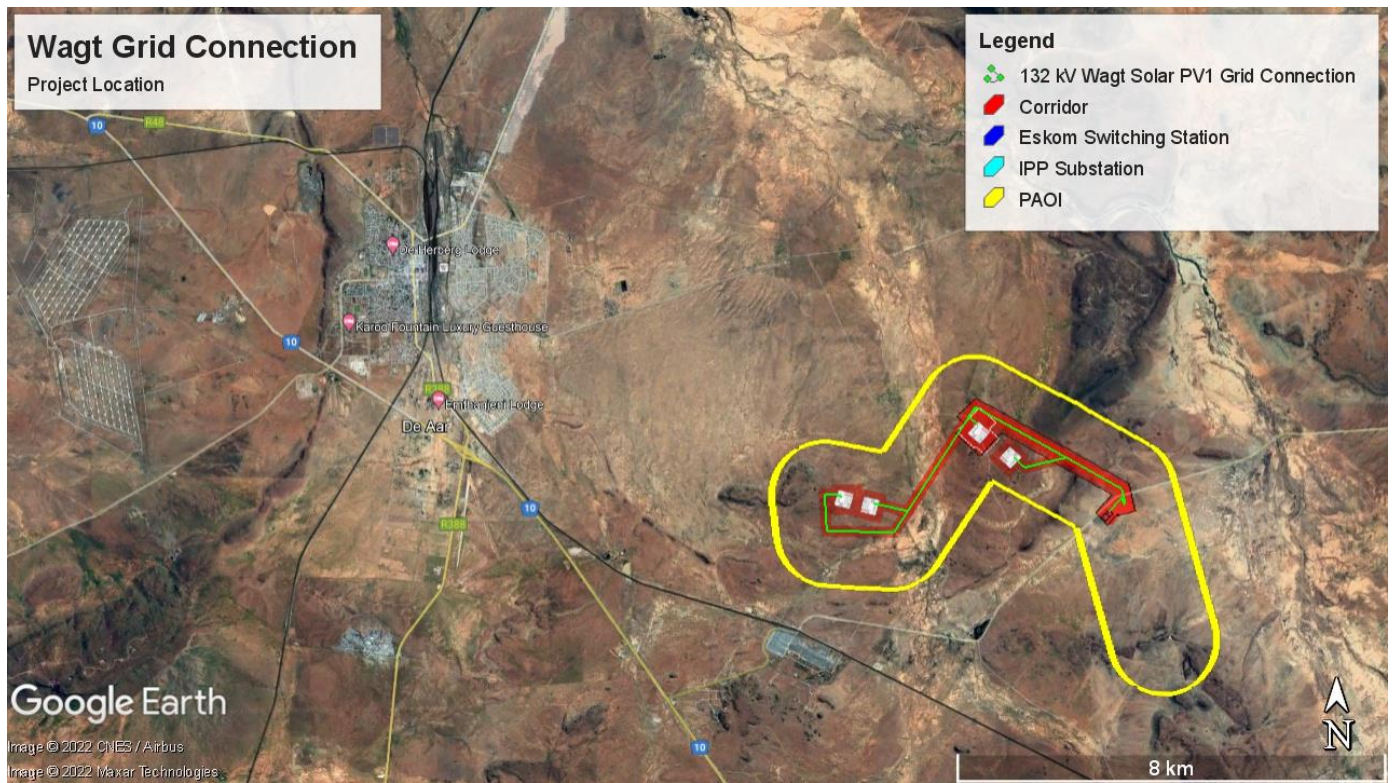 Wagt Grid Connection
Project Location
Legend
132 kV Wagt Solar PV1 Grid Connection
Corridor
Eskom Switching Station
IPP Substation
PAOI
10
R48
De Herberg Lodge
Karoo Fountain Luxury Guesthouse
10
R388
Emthanjeni Lodge
De Aar
10
R388
10
Google Earth
Image © 2022 CNES / Airbus
Image © 2022 Maxar Technologies
N
8 km